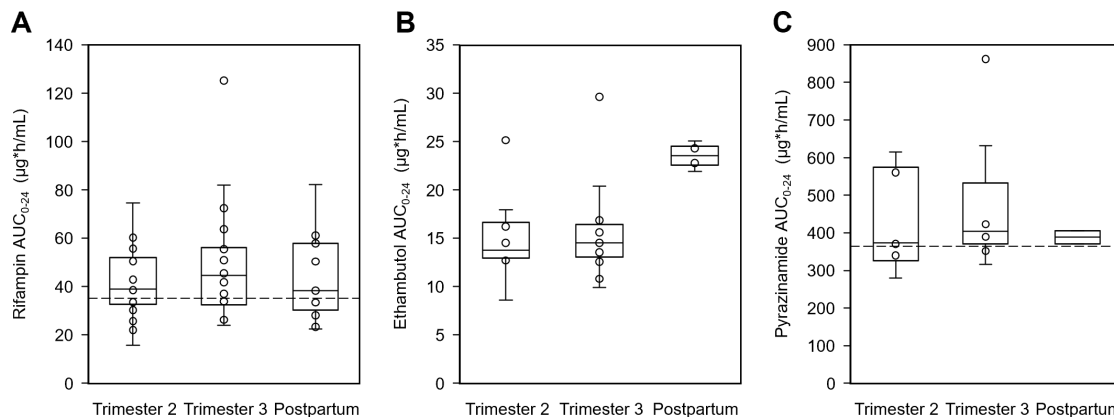 A
Rifampin AUC0-24 (µg*h/mL)
140
120
100
80
60
40
20
0
Trimester 2 Trimester 3 Postpartum
B
Ethambutol AUC0-24 (µg*h/mL)
35
30
25
20
15
10
5
0
Trimester 2 Trimester 3 Postpartum
C
Pyrazinamide AUC0-24 (µg*h/mL)
900
800
700
600
500
400
300
200
100
0
Trimester 2 Trimester 3 Postpartum